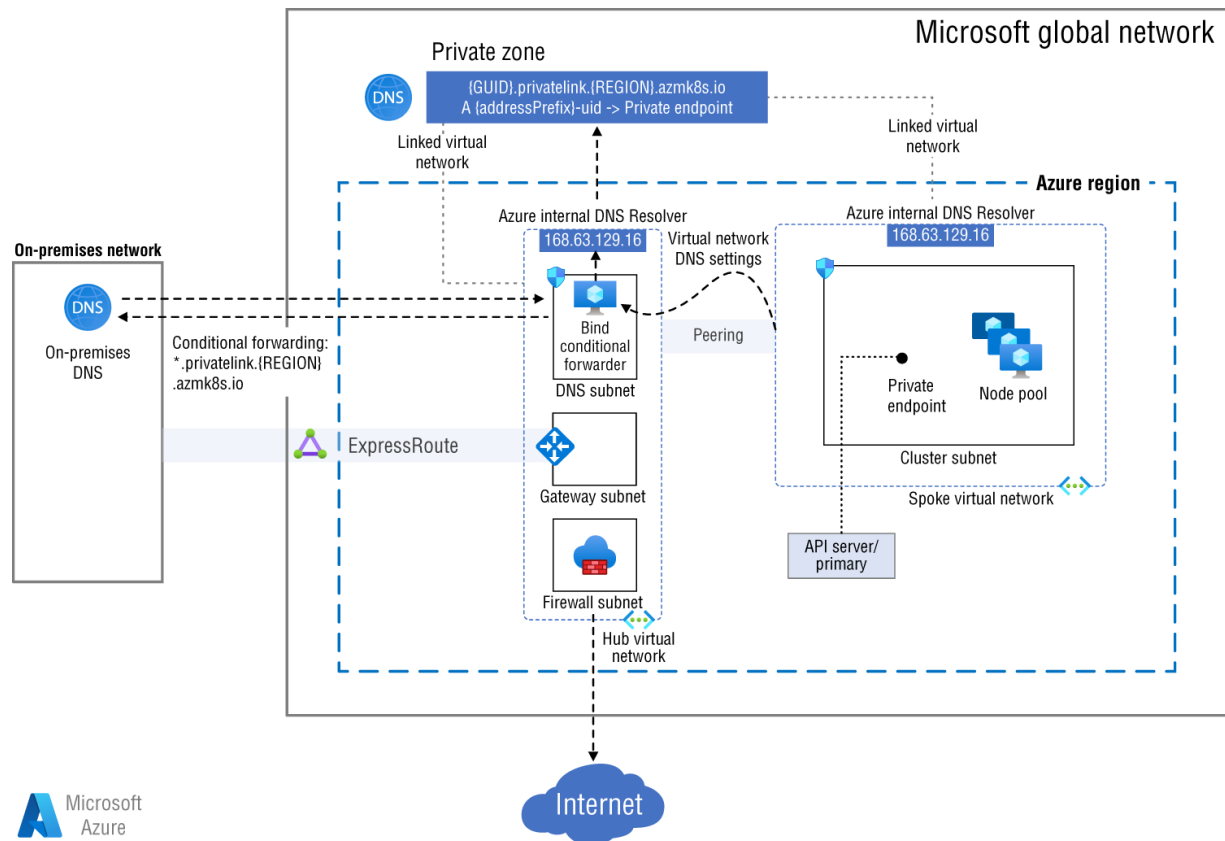 Microsoft global network
Private zone
DNS
{GUID}.privatelink.{REGION}.azmk8s.io
A {addressPrefix}-uid -> Private endpoint
Linked virtual
network
Linked virtual
network
Azure region
Azure internal DNS Resolver
168.63.129.16
Azure internal DNS Resolver
168.63.129.16
Virtual network
DNS settings
On-premises network
DNS
On-premises
DNS
Conditional forwarding:
*.privatelink.{REGION}
.azmk8s.io
Bind
conditional
forwarder
DNS subnet
Peering
Private
endpoint
Node pool
Cluster subnet
Spoke virtual network
ExpressRoute
Gateway subnet
API server/
primary
Firewall subnet
Hub virtual
network
Internet
Microsoft
Azure